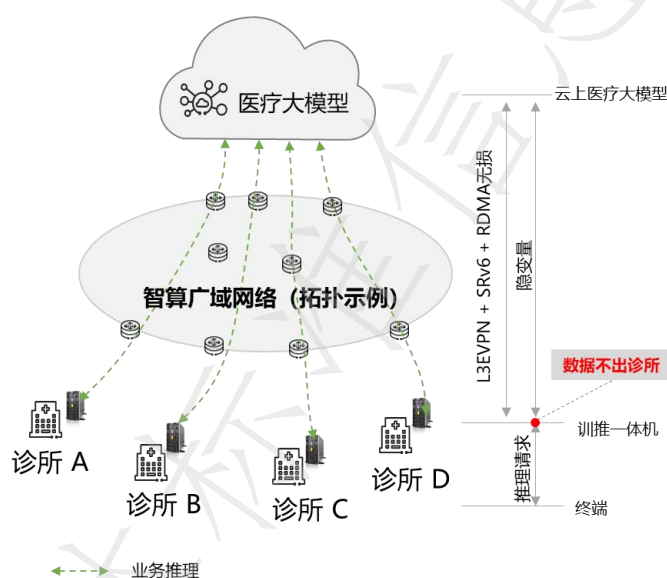 医疗大模型
云上医疗大模型
L3EVPN + SRv6 + RDMA无损
隐变量
智算广域网络（拓扑示例）
数据不出诊所
训推一体机
推理请求
终端
诊所 A
诊所 B
诊所 C
诊所 D
业务推理